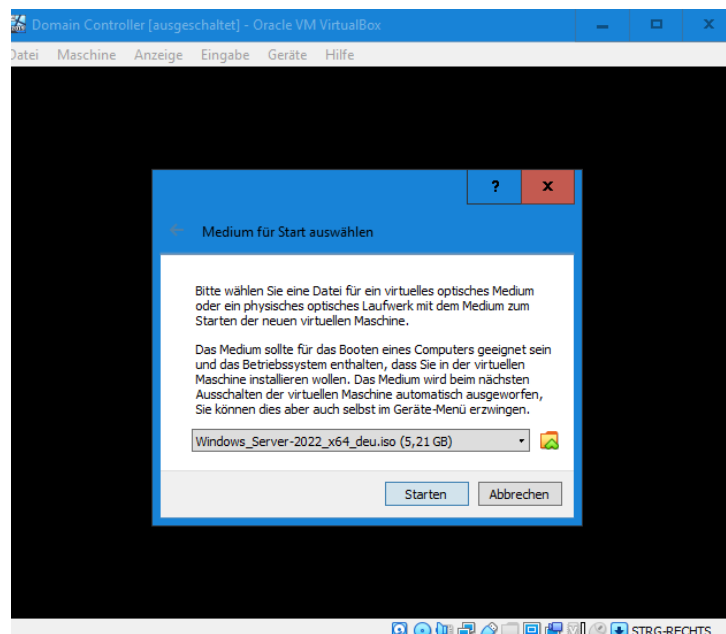 Domain Controller [ausgeschaltet] - Oracle VM VirtualBox
Datei Maschine Anzeige Eingabe Geräte Hilfe
?
x
Medium für Start auswählen
Bitte wählen Sie eine Datei für ein virtuelles optisches Medium
oder ein physisches optisches Laufwerk mit dem Medium zum
Starten der neuen virtuellen Maschine.
Das Medium sollte für das Booten eines Computers geeignet sein
und das Betriebssystem enthalten, dass Sie in der virtuellen
Maschine installieren wollen. Das Medium wird beim nächsten
Ausschalten der virtuellen Maschine automatisch ausgeworfen,
Sie können dies aber auch selbst im Geräte-Menü erzwingen.
Windows_Server-2022_x64_deu.iso (5,21 GB)
Starten Abbrechen
STRG-RECHTS